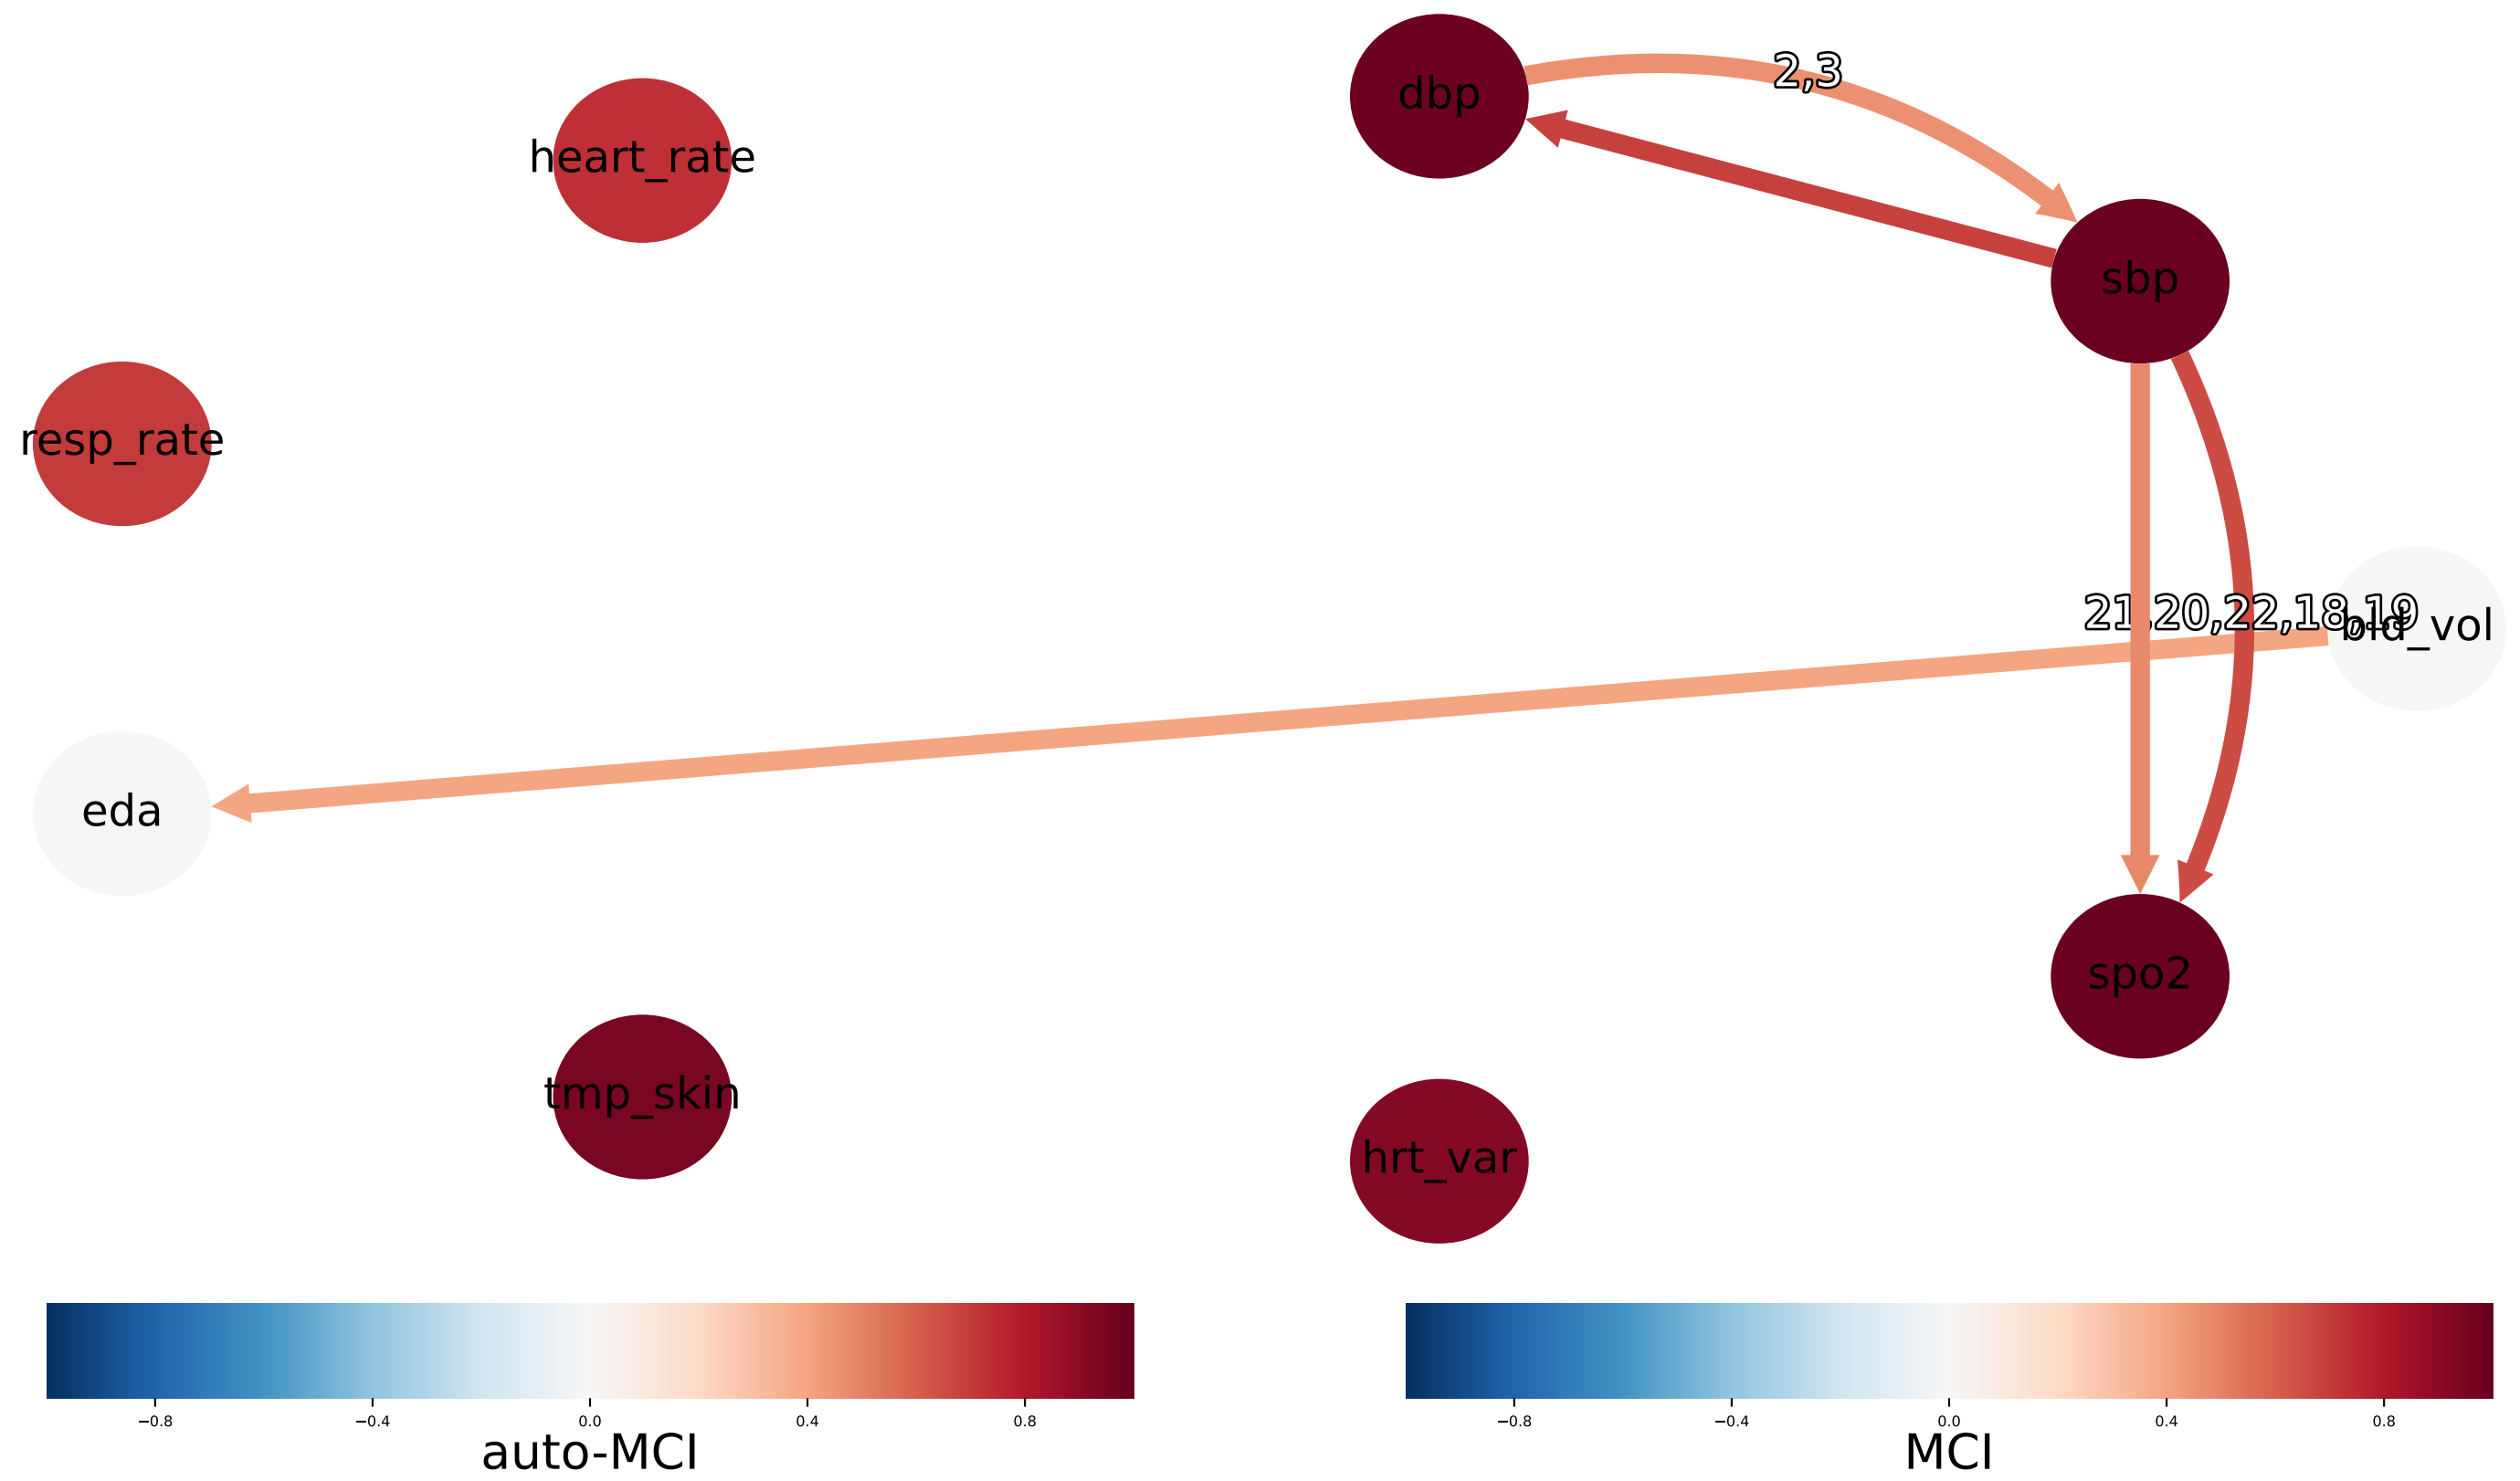 dbp
2,3
heart_rate
sbp
resp_rate
21,20,22,18,19
bld_vol
eda
spo2
tmp_skin
hrt_var
−0.8 −0.4 0.0 0.4 0.8
auto-MCI
−0.8 −0.4 0.0 0.4 0.8
MCI